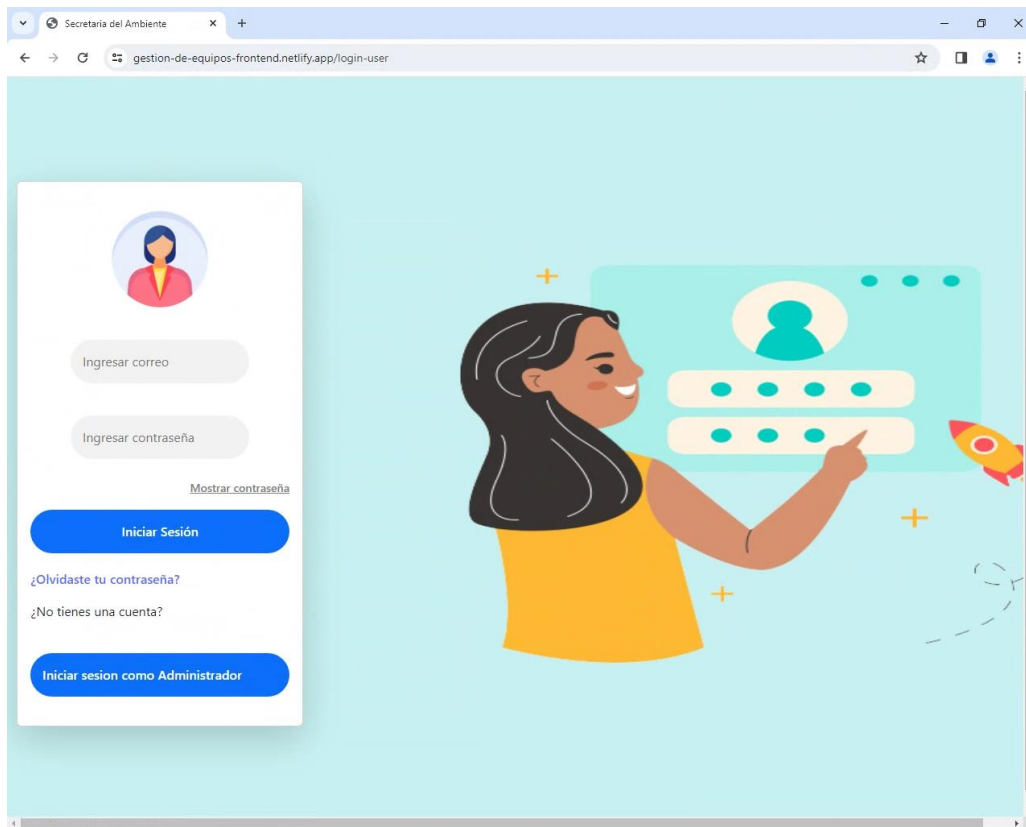 Secretaria del Ambiente
gestion-de-equipos-frontend.netlify.app/login-user
Ingresar correo
Ingresar contraseña
Mostrar contraseña
Iniciar Sesión
¿Olvidaste tu contraseña?
¿No tienes una cuenta?
Iniciar sesion como Administrador